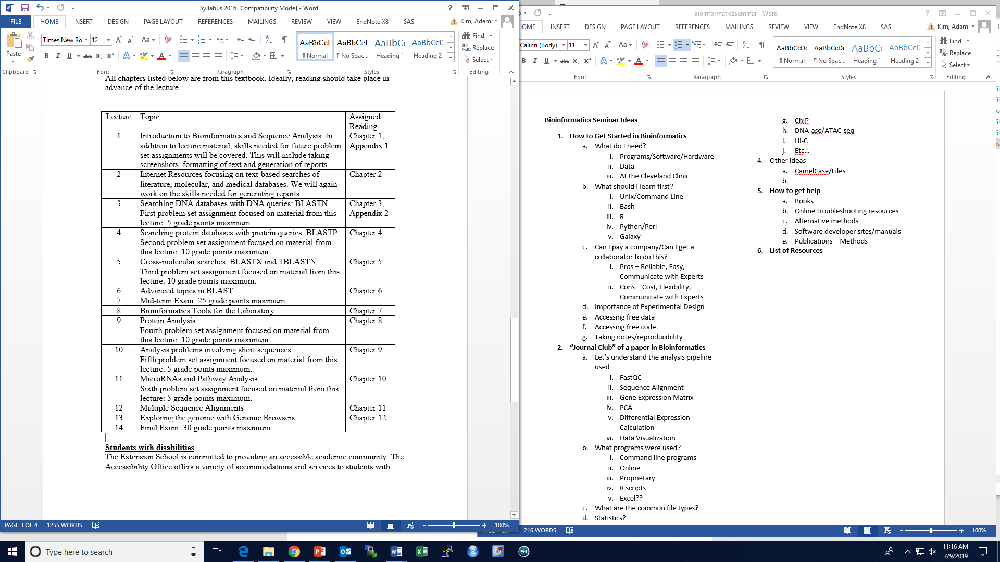 Syllabus 2016 [Compatibility Mode] - Word
FILE HOME INSERT DESIGN PAGE LAYOUT REFERENCES MAILINGS REVIEW VIEW EndNote X8 SAS Kim, Adam
Times New Ro 12
Paste
AaBbCcI AaBbCcI AaBbCc AaBbCcD
¶ Normal ¶ No Spac... Heading 1 Heading 2
Find
Replace
Select
Clipboard Font Paragraph Styles Editing
All chapters listed below are from this textbook. Ideally, reading should take place in
advance of the lecture.
Lecture Topic Assigned
Reading
1 Introduction to Bioinformatics and Sequence Analysis. In Chapter 1,
addition to lecture material, skills needed for future problem Appendix 1
set assignments will be covered. This will include taking
screenshots, formatting of text and generation of reports.
2 Internet Resources focusing on text-based searches of Chapter 2
literature, molecular, and medical databases. We will again
work on the skills needed for generating reports.
3 Searching DNA databases with DNA queries: BLASTN. Chapter 3,
First problem set assignment focused on material from this Appendix 2
lecture: 5 grade points maximum.
4 Searching protein databases with protein queries: BLASTP. Chapter 4
Second problem set assignment focused on material from
this lecture: 10 grade points maximum.
5 Cross-molecular searches: BLASTX and TBLASTN. Chapter 5
Third problem set assignment focused on material from this
lecture: 10 grade points maximum.
6 Advanced topics in BLAST Chapter 6
7 Mid-term Exam: 25 grade points maximum
8 Bioinformatics Tools for the Laboratory Chapter 7
9 Protein Analysis Chapter 8
Fourth problem set assignment focused on material from
this lecture: 10 grade points maximum.
10 Analysis problems involving short sequences Chapter 9
Fifth problem set assignment focused on material from this
lecture: 5 grade points maximum.
11 MicroRNAs and Pathway Analysis Chapter 10
Sixth problem set assignment focused on material from this
lecture: 5 grade points maximum.
12 Multiple Sequence Alignments Chapter 11
13 Exploring the genome with Genome Browsers Chapter 12
14 Final Exam: 30 grade points maximum
Students with disabilities
The Extension School is committed to providing an accessible academic community. The
Accessibility Office offers a variety of accommodations and services to students with
PAGE 3 OF 4 1255 WORDS 100%
BioinformaticsSeminar - Word
HOME INSERT DESIGN PAGE LAYOUT REFERENCES MAILINGS REVIEW VIEW EndNote X8 SAS Kim, Adam
Calibri (Body) 11
AaBbCcDc AaBbCcDc AaBbCc AaBbCcD
¶ Normal ¶ No Spac... Heading 1 Heading 2
Find
Replace
Select
Font Paragraph Styles Editing
Bioinformatics Seminar Ideas
1. How to Get Started in Bioinformatics
a. What do I need?
i. Programs/Software/Hardware
ii. Data
iii. At the Cleveland Clinic
b. What should I learn first?
i. Unix/Command Line
ii. Bash
iii. R
iv. Python/Perl
v. Galaxy
c. Can I pay a company/Can I get a
collaborator to do this?
i. Pros – Reliable, Easy,
Communicate with Experts
ii. Cons – Cost, Flexibility,
Communicate with Experts
d. Importance of Experimental Design
e. Accessing free data
f. Accessing free code
g. Taking notes/reproducibility
2. “Journal Club” of a paper in Bioinformatics
a. Let’s understand the analysis pipeline
used
i. FastQC
ii. Sequence Alignment
iii. Gene Expression Matrix
iv. PCA
v. Differential Expression
Calculation
vi. Data Visualization
b. What programs were used?
i. Command line programs
ii. Online
iii. Proprietary
iv. R scripts
v. Excel??
c. What are the common file types?
d. Statistics?
g. ChIP
h. DNA-ase/ATAC-seq
i. Hi-C
j. Etc...
4. Other ideas
a. CamelCase/Files
b.
5. How to get help
a. Books
b. Online troubleshooting resources
c. Alternative methods
d. Software developer sites/manuals
e. Publications – Methods
6. List of Resources
216 WORDS 100%
Type here to search
EN
11:16 AM
7/9/2019